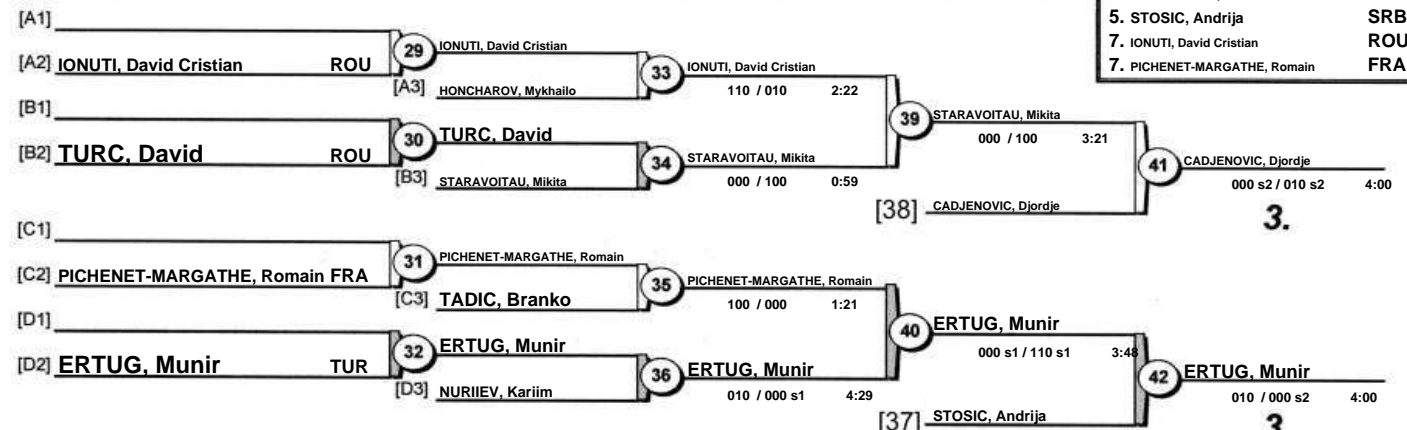 5. STOSIC, Andrija SRB
7. IONUTI, David Cristian ROU
7. PICHENET-MARGATHE, Romain FRA
[A1]
[A2] IONUTI, David Cristian ROU
29 IONUTI, David Cristian
[A3] HONCHAROV, Mykhailo
33 IONUTI, David Cristian
110 / 010 2:22
[B1]
[B2] TURC, David ROU
30 TURC, David
[B3] STARAVOITAU, Mikita
34 STARAVOITAU, Mikita
000 / 100 0:59
39 STARAVOITAU, Mikita
000 / 100 3:21
[38] CADJENOVIC, Djordje
41 CADJENOVIC, Djordje
000 s2 / 010 s2 4:00
3.
[C1]
[C2] PICHENET-MARGATHE, Romain FRA
31 PICHENET-MARGATHE, Romain
[C3] TADIC, Branko
35 PICHENET-MARGATHE, Romain
100 / 000 1:21
[D1]
[D2] ERTUG, Munir TUR
32 ERTUG, Munir
[D3] NURIIEV, Kariim
36 ERTUG, Munir
010 / 000 s1 4:29
40 ERTUG, Munir
000 s1 / 110 s1 3:48
[37] STOSIC, Andrija
42 ERTUG, Munir
010 / 000 s2 4:00
3.